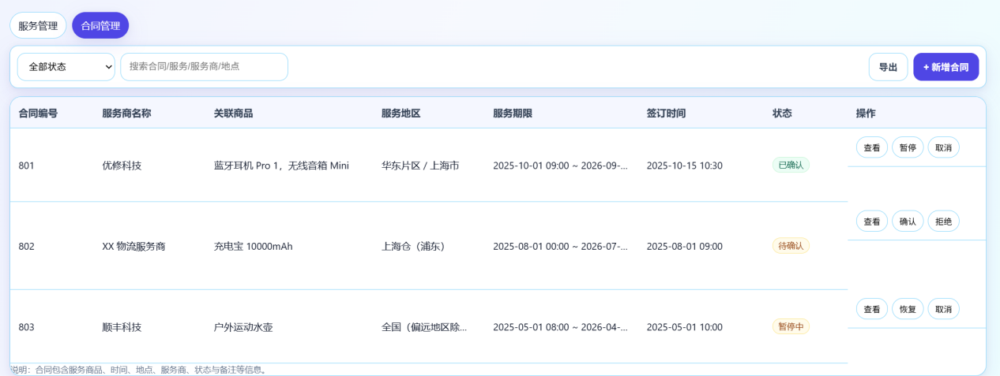 服务管理 合同管理
全部状态 搜索合同/服务/服务商/地点 导出 + 新增合同
合同编号 服务商名称 关联商品 服务地区 服务期限 签订时间 状态 操作
801 优修科技 蓝牙耳机 Pro 1，无线音箱 Mini 华东片区 / 上海市 2025-10-01 09:00 ~ 2026-09-... 2025-10-15 10:30 已确认 查看 暂停 取消
802 XX 物流服务商 充电宝 10000mAh 上海仓（浦东） 2025-08-01 00:00 ~ 2026-07-... 2025-08-01 09:00 待确认 查看 确认 拒绝
803 顺丰科技 户外运动水壶 全国（偏远地区除... 2025-05-01 08:00 ~ 2026-04-... 2025-05-01 10:00 暂停中 查看 恢复 取消
说明：合同包含服务商品、时间、地点、服务商、状态与备注等信息。